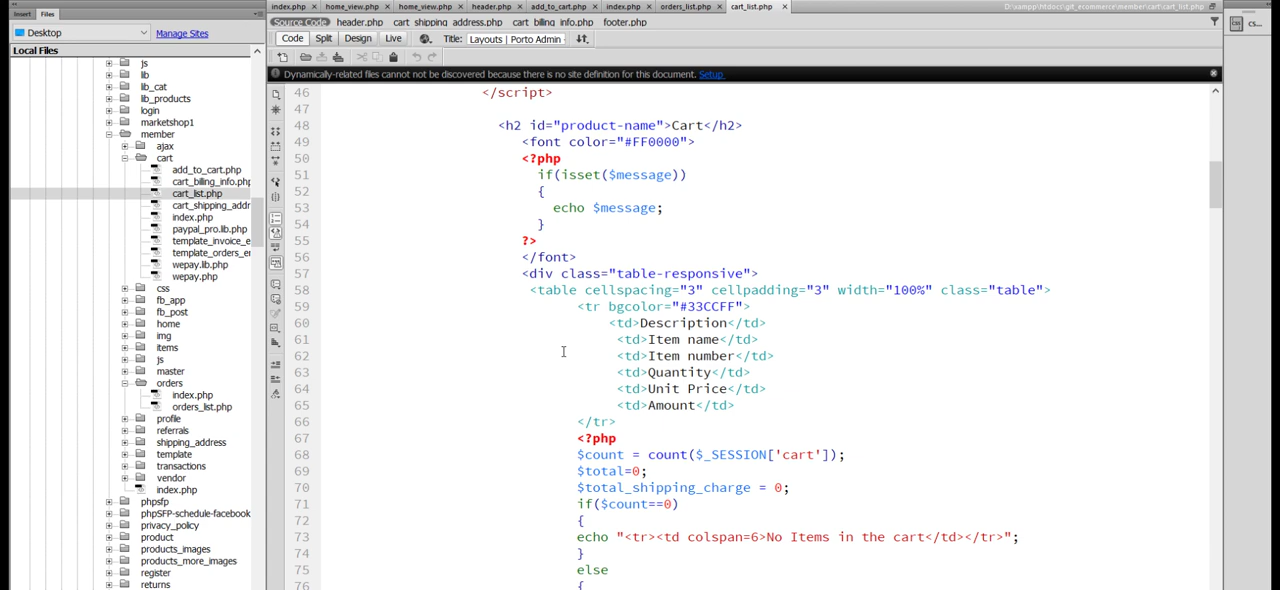 index.php ×
home_view.php ×
home_view.php ×
header.php ×
add_to_cart.php ×
index.php ×
orders_list.php ×
cart_list.php ×
D:\xampp\htdocs\git_ecommerce\member\cart\cart_list.php
Insert
Files
Source Code
header.php
cart_shipping_address.php
cart_billing_info.php
footer.php
Desktop
Manage Sites
Code
Split
Design
Live
Title:
Layouts | Porto Admin
CSS
cs...
Local Files
Dynamically-related files cannot be discovered because there is no site definition for this document. Setup
js
lib
lib_cat
lib_products
login
marketshop1
member
ajax
cart
add_to_cart.php
cart_billing_info.php
cart_list.php
cart_shipping_addr
index.php
paypal_pro.lib.php
template_invoice_e
template_orders_er
wepay.lib.php
wepay.php
css
fb_app
fb_post
home
img
items
js
master
orders
index.php
orders_list.php
profile
referrals
shipping_address
template
transactions
vendor
index.php
phpsfp
phpSFP-schedule-facebook
privacy_policy
product
products_images
products_more_images
register
returns
46 </script>
47
48 <h2 id="product-name">Cart</h2>
49 <font color="#FF0000">
50 <?php
51 if(isset($message))
52 {
53 echo $message;
54 }
55 ?>
56 </font>
57 <div class="table-responsive">
58 <table cellspacing="3" cellpadding="3" width="100%" class="table">
59 <tr bgcolor="#33CCFF">
60 <td>Description</td>
61 <td>Item name</td>
62 <td>Item number</td>
63 <td>Quantity</td>
64 <td>Unit Price</td>
65 <td>Amount</td>
66 </tr>
67 <?php
68 $count = count($_SESSION['cart']);
69 $total=0;
70 $total_shipping_charge = 0;
71 if($count==0)
72 {
73 echo "<tr><td colspan=6>No Items in the cart</td></tr>";
74 }
75 else
76 {